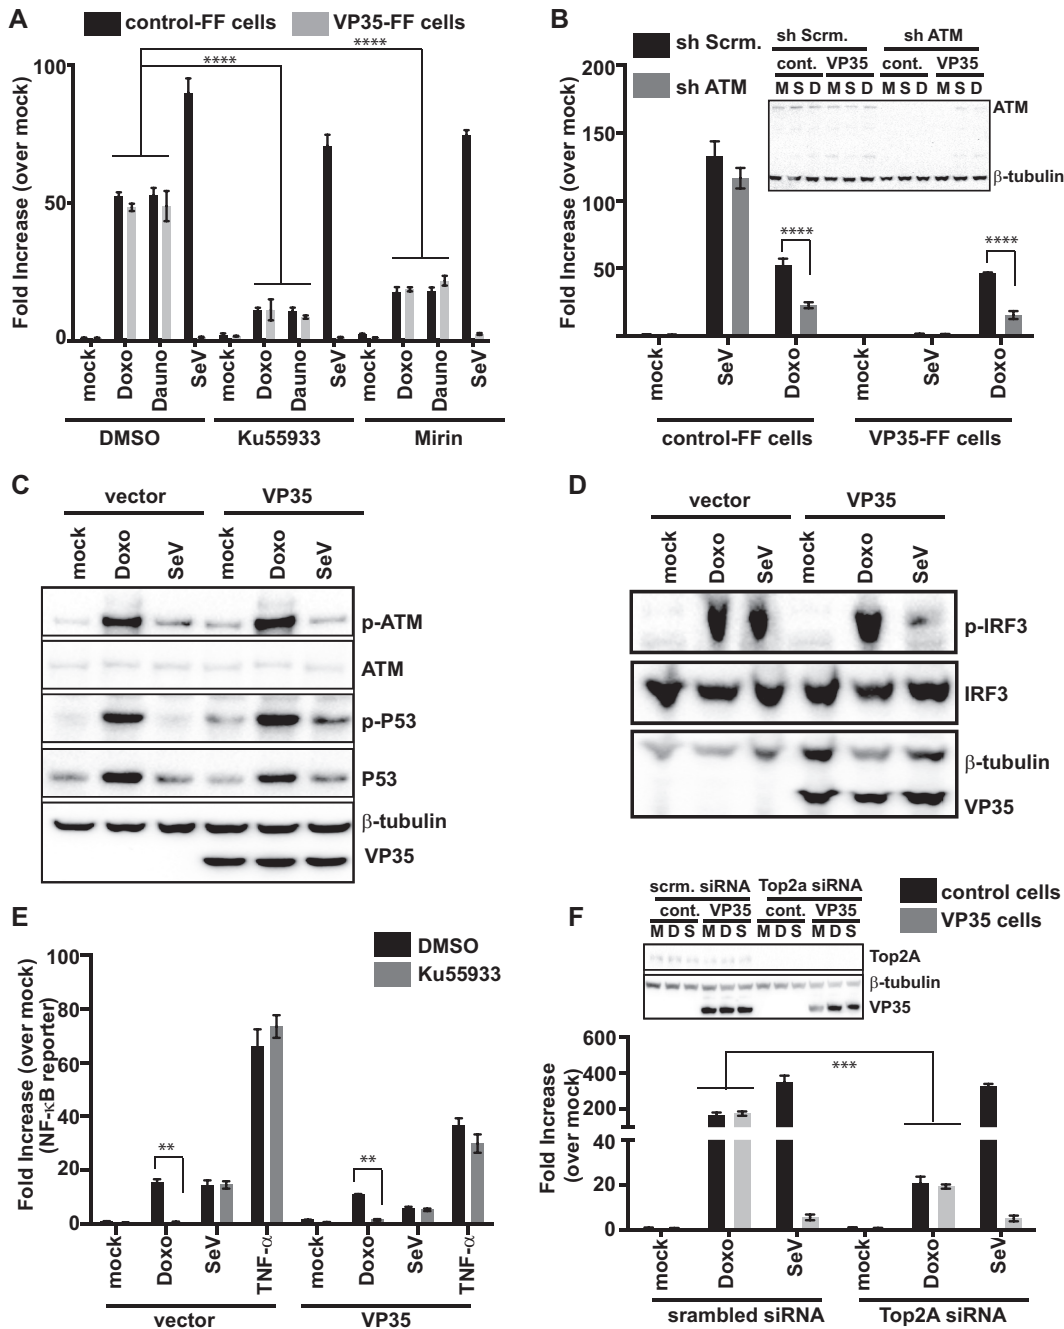 A
control-FF cells
VP35-FF cells
Fold Increase (over mock)
100
50
0
****
****
mock
Doxo
Dauno
SeV
mock
Doxo
Dauno
SeV
mock
Doxo
Dauno
SeV
DMSO
Ku55933
Mirin
B
sh Scrm.
sh ATM
Fold Increase (over mock)
200
150
100
50
sh Scrm.
sh ATM
cont.
VP35
cont.
VP35
M S D
M S D
M S D
M S D
ATM
β-tubulin
****
****
mock
SeV
Doxo
mock
SeV
Doxo
control-FF cells
VP35-FF cells
C
vector
VP35
mock
Doxo
SeV
mock
Doxo
SeV
p-ATM
ATM
p-P53
P53
β-tubulin
VP35
D
vector
VP35
mock
Doxo
SeV
mock
Doxo
SeV
p-IRF3
IRF3
β-tubulin
VP35
E
DMSO
Ku55933
Fold Increase (over mock)
(NF-κB reporter)
100
80
60
40
20
0
**
**
mock
Doxo
SeV
TNF-α
mock
Doxo
SeV
TNF-α
vector
VP35
F
scrm. siRNA
Top2a siRNA
cont.
VP35
cont.
VP35
M D S
M D S
M D S
M D S
Top2A
β-tubulin
VP35
control cells
VP35 cells
Fold Increase
(over mock)
600
400
200
40
20
0
***
mock
Doxo
SeV
mock
Doxo
SeV
srambled siRNA
Top2A siRNA